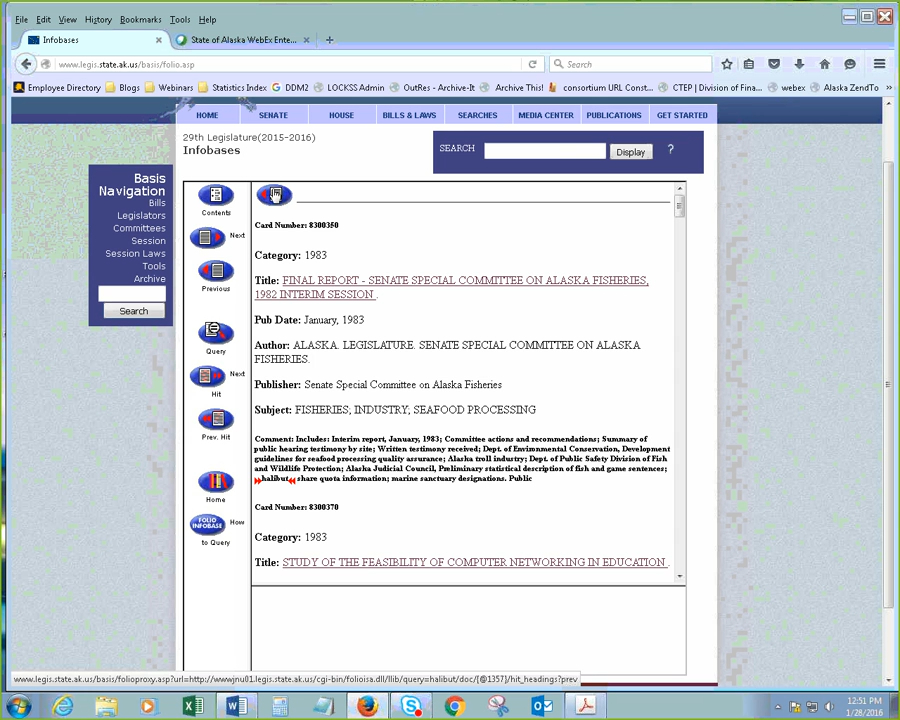 File Edit View History Bookmarks Tools Help
Infobases × State of Alaska WebEx Ente... × +
www.legis.state.ak.us/basis/folio.asp Search
Employee Directory Blogs Webinars Statistics Index DDM2 LOCKSS Admin OutRes - Archive-It Archive This! consortium URL Const... CTEP | Division of Fina... webex Alaska ZendTo »
HOME SENATE HOUSE BILLS & LAWS SEARCHES MEDIA CENTER PUBLICATIONS GET STARTED
29th Legislature(2015-2016)
Infobases
SEARCH Display ?
Basis
Navigation
Bills
Legislators
Committees
Session
Session Laws
Tools
Archive
Search
Contents
Next
Previous
Query
Next
Hit
Prev. Hit
Home
FOLIO
INFOBASE
How
to Query
Card Number: 8300350
Category: 1983
Title: FINAL REPORT - SENATE SPECIAL COMMITTEE ON ALASKA FISHERIES,
1982 INTERIM SESSION .
Pub Date: January, 1983
Author: ALASKA. LEGISLATURE. SENATE SPECIAL COMMITTEE ON ALASKA
FISHERIES.
Publisher: Senate Special Committee on Alaska Fisheries
Subject: FISHERIES; INDUSTRY; SEAFOOD PROCESSING
Comment: Includes: Interim report, January, 1983; Committee actions and recommendations; Summary of
public hearing testimony by site; Written testimony received; Dept. of Environmental Conservation, Development
guidelines for seafood processing quality assurance; Alaska troll industry; Dept. of Public Safety Division of Fish
and Wildlife Protection; Alaska Judicial Council, Preliminary statistical description of fish and game sentences;
halibut share quota information; marine sanctuary designations. Public
Card Number: 8300370
Category: 1983
Title: STUDY OF THE FEASIBILITY OF COMPUTER NETWORKING IN EDUCATION .
www.legis.state.ak.us/basis/folioproxy.asp?url=http://wwwjnu01.legis.state.ak.us/cgi-bin/folioisa.dll/llib/query=halibut/doc/{@1357}/hit_headings?prev
12:51 PM
1/28/2016